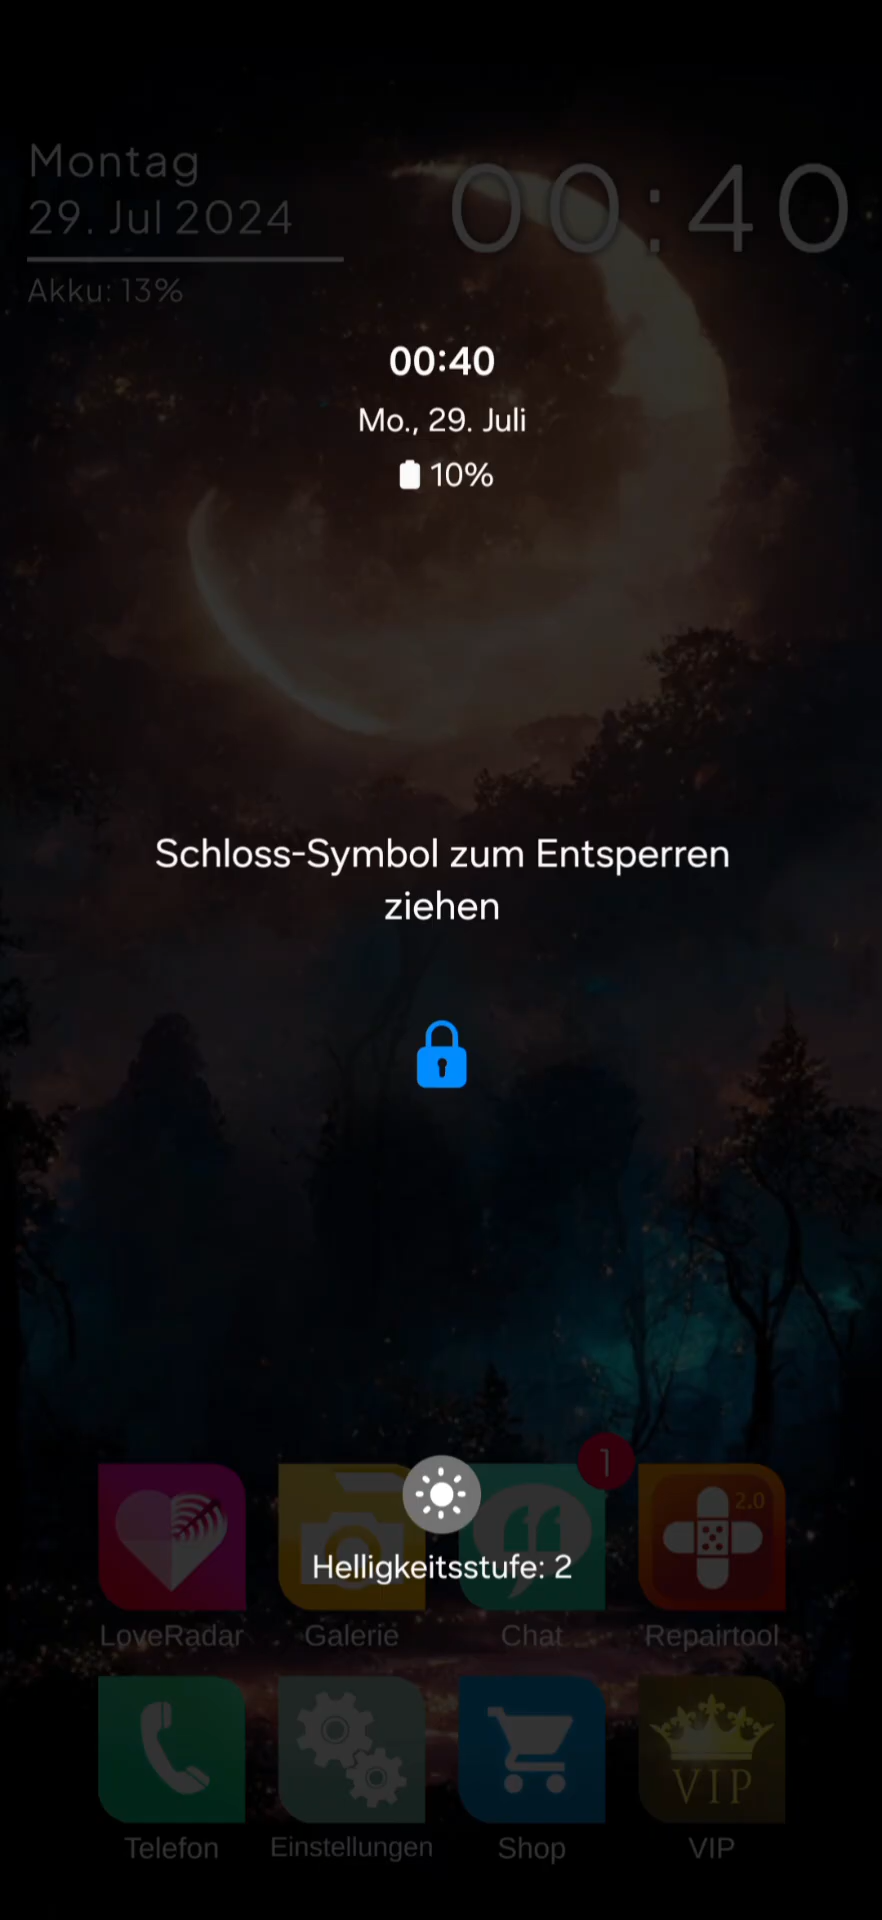 Montag
29. Jul 2024
00:40
Akku: 13%
00:40
Mo., 29. Juli
10%
Schloss-Symbol zum Entsperren
ziehen
1
2.0
Helligkeitsstufe: 2
LoveRadar Galerie Chat Repairtool
VIP
Telefon Einstellungen Shop VIP